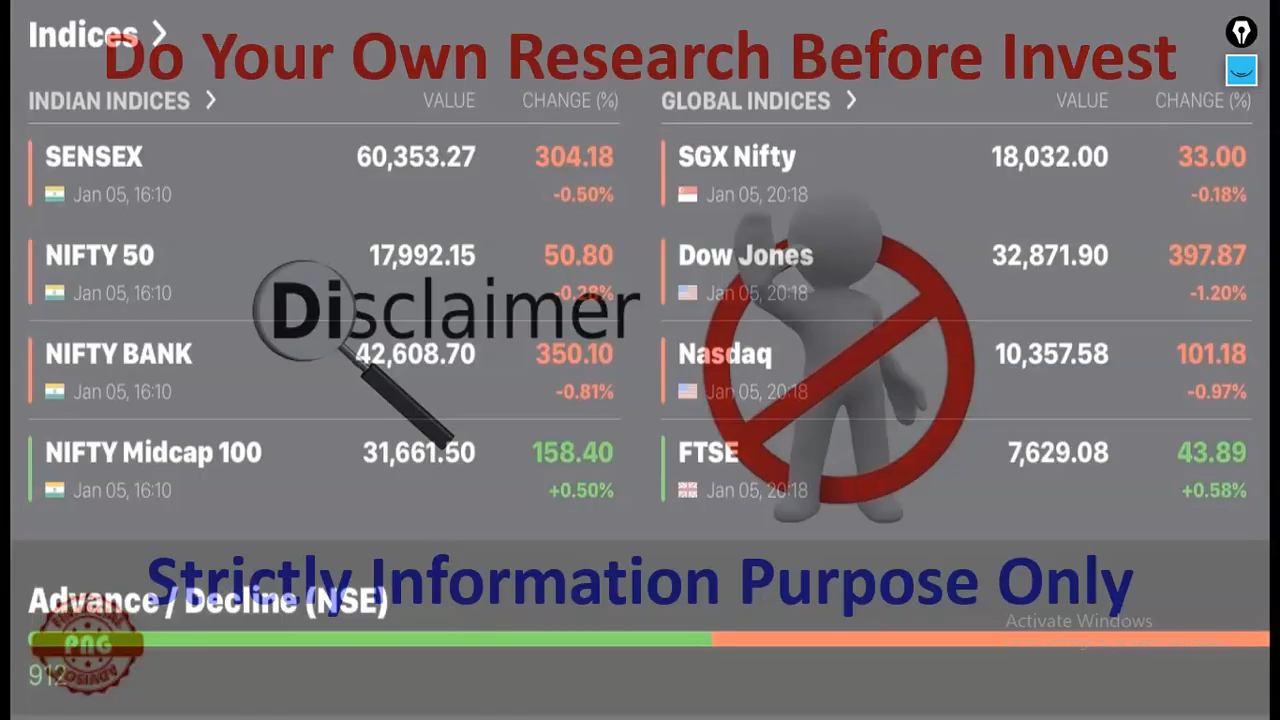 Indices
Do Your Own Research Before Invest
INDIAN INDICES VALUE CHANGE (%)
SENSEX 60,353.27 304.18
Jan 05, 16:10 -0.50%
NIFTY 50 17,992.15 50.80
Jan 05, 16:10 -0.28%
NIFTY BANK 42,608.70 350.10
Jan 05, 16:10 -0.81%
NIFTY Midcap 100 31,661.50 158.40
Jan 05, 16:10 +0.50%
GLOBAL INDICES VALUE CHANGE (%)
SGX Nifty 18,032.00 33.00
Jan 05, 20:18 -0.18%
Dow Jones 32,871.90 397.87
Jan 05, 20:18 -1.20%
Nasdaq 10,357.58 101.18
Jan 05, 20:18 -0.97%
FTSE 7,629.08 43.89
Jan 05, 20:18 +0.58%
Disclaimer
Strictly Information Purpose Only
Advance / Decline (NSE)
Activate Windows
PNG
912